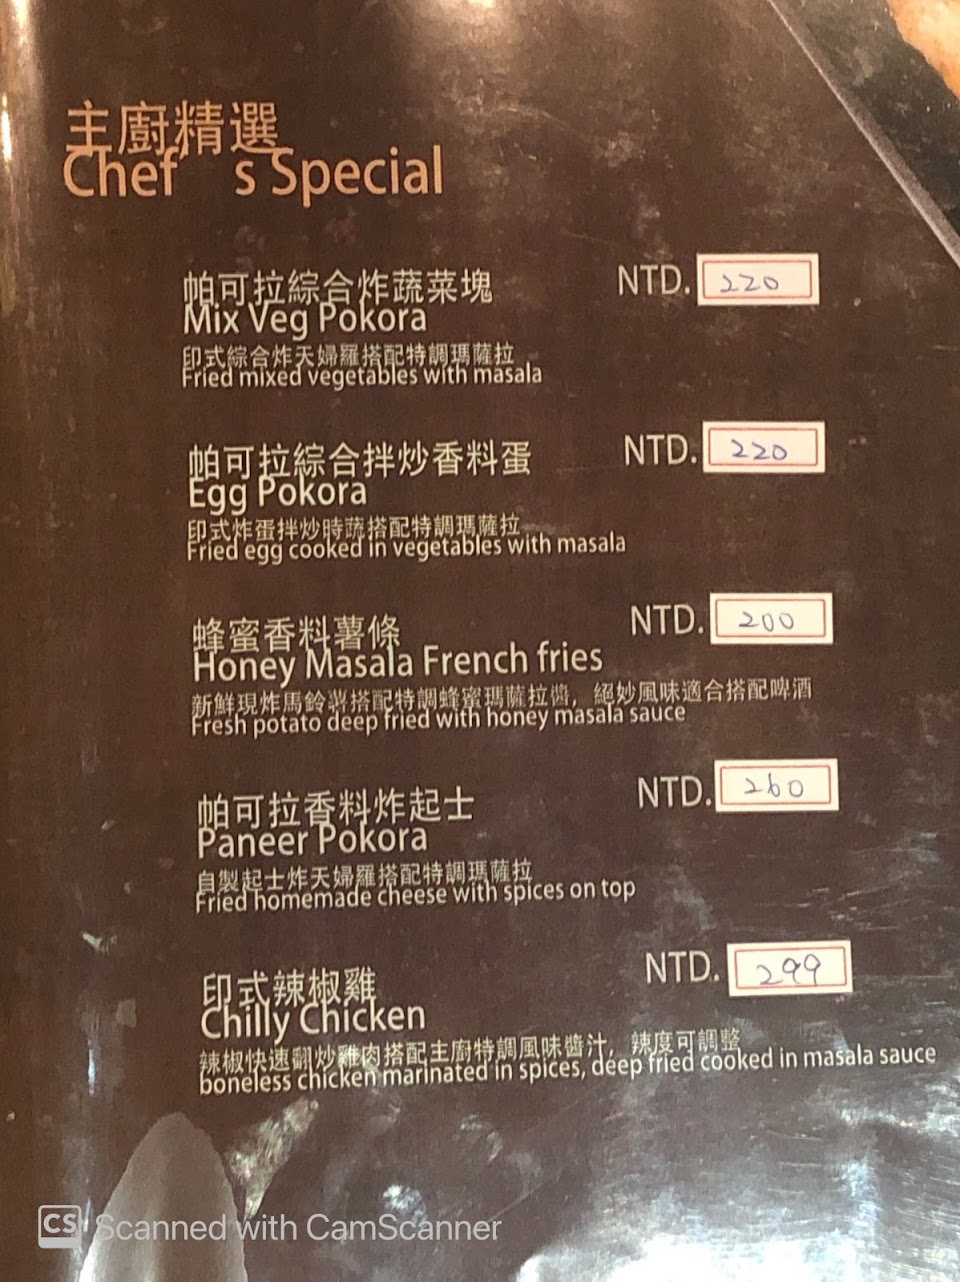 主廚精選
Chef's Special
帕可拉綜合炸蔬菜塊 NTD. 220
Mix Veg Pokora
印式綜合炸天婦羅搭配特調瑪薩拉
Fried mixed vegetables with masala
帕可拉綜合拌炒香料蛋 NTD. 220
Egg Pokora
印式炸蛋拌炒時蔬搭配特調瑪薩拉
Fried egg cooked in vegetables with masala
蜂蜜香料薯條 NTD. 200
Honey Masala French fries
新鮮現炸馬鈴薯搭配特調蜂蜜瑪薩拉醬，絕妙風味適合搭配啤酒
Fresh potato deep fried with honey masala sauce
帕可拉香料炸起士 NTD. 260
Paneer Pokora
自製起士炸天婦羅搭配特調瑪薩拉
Fried homemade cheese with spices on top
印式辣椒雞 NTD. 299
Chilly Chicken
辣椒快速翻炒雞肉搭配主廚特調風味醬汁，辣度可調整
boneless chicken marinated in spices, deep fried cooked in masala sauce
CS Scanned with CamScanner